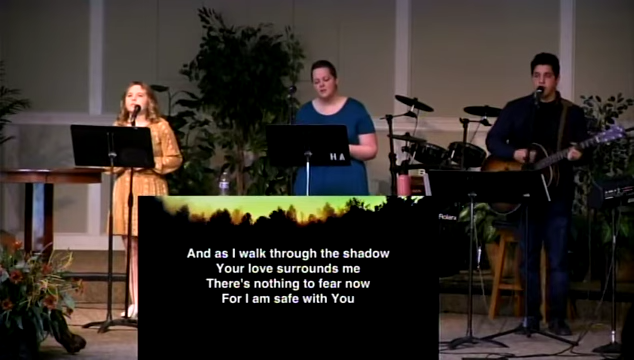 H A
Roland
And as I walk through the shadow
Your love surrounds me
There's nothing to fear now
For I am safe with You